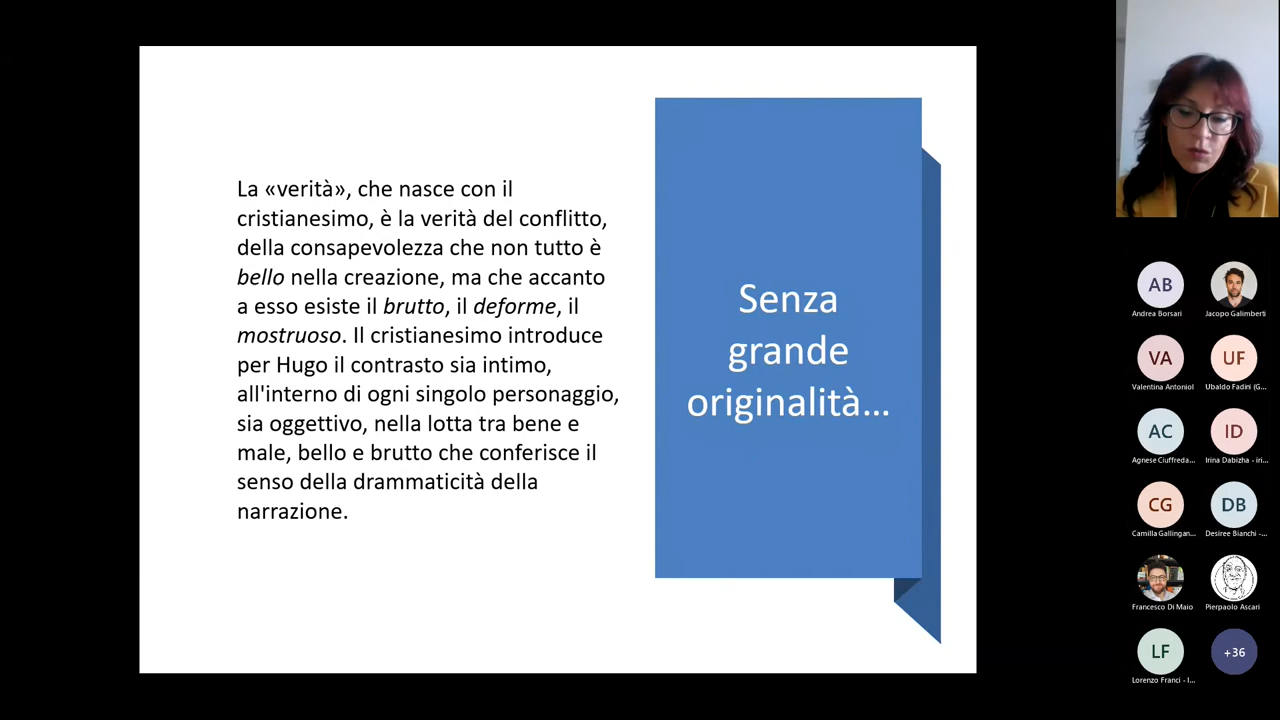 La «verità», che nasce con il
cristianesimo, è la verità del conflitto,
della consapevolezza che non tutto è
bello nella creazione, ma che accanto
a esso esiste il brutto, il deforme, il
mostruoso. Il cristianesimo introduce
per Hugo il contrasto sia intimo,
all'interno di ogni singolo personaggio,
sia oggettivo, nella lotta tra bene e
male, bello e brutto che conferisce il
senso della drammaticità della
narrazione.
Senza
grande
originalità...
AB
Andrea Borsari
Jacopo Galimberti
VA
Valentina Antoniol
UF
Ubaldo Fadini (G...
AC
Agnese Ciuffreda...
ID
Irina Dabizha - iri...
CG
Camilla Gallingan...
DB
Desiree Bianchi -...
Francesco Di Maio
Pierpaolo Ascari
LF
Lorenzo Franci - l...
+36